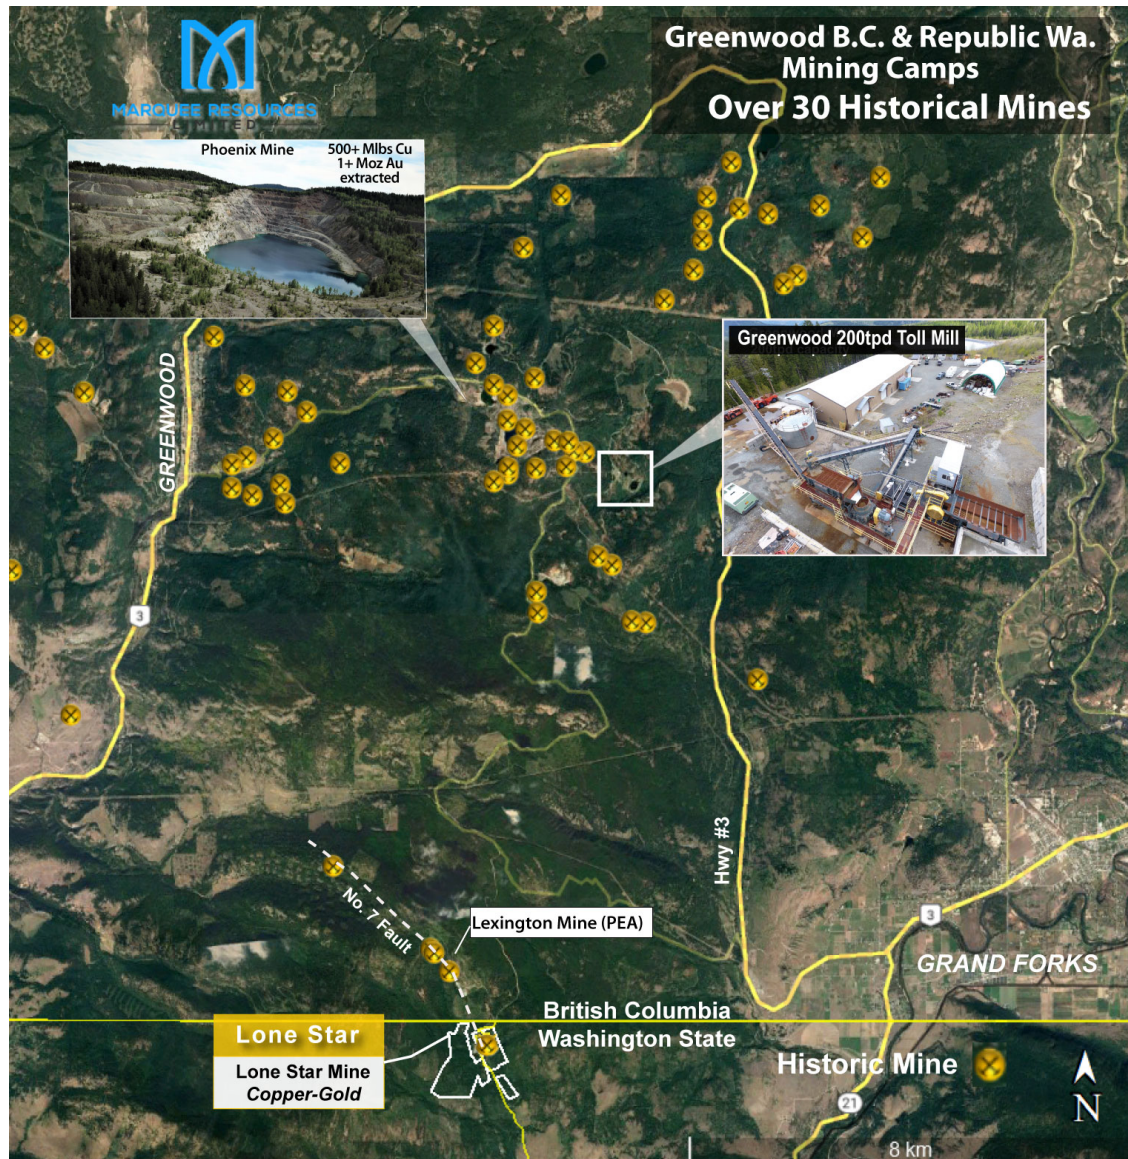 MARQUEE RESOURCES
LIMITED
Greenwood B.C. & Republic Wa.
Mining Camps
Over 30 Historical Mines
Phoenix Mine
500+ Mlbs Cu
1+ Moz Au
extracted
Greenwood 200tpd Toll Mill
GREENWOOD
3
Hwy #3
No. 7 Fault
Lexington Mine (PEA)
3
GRAND FORKS
British Columbia
Washington State
Lone Star
Lone Star Mine
Copper-Gold
Historic Mine
21
N
8 km